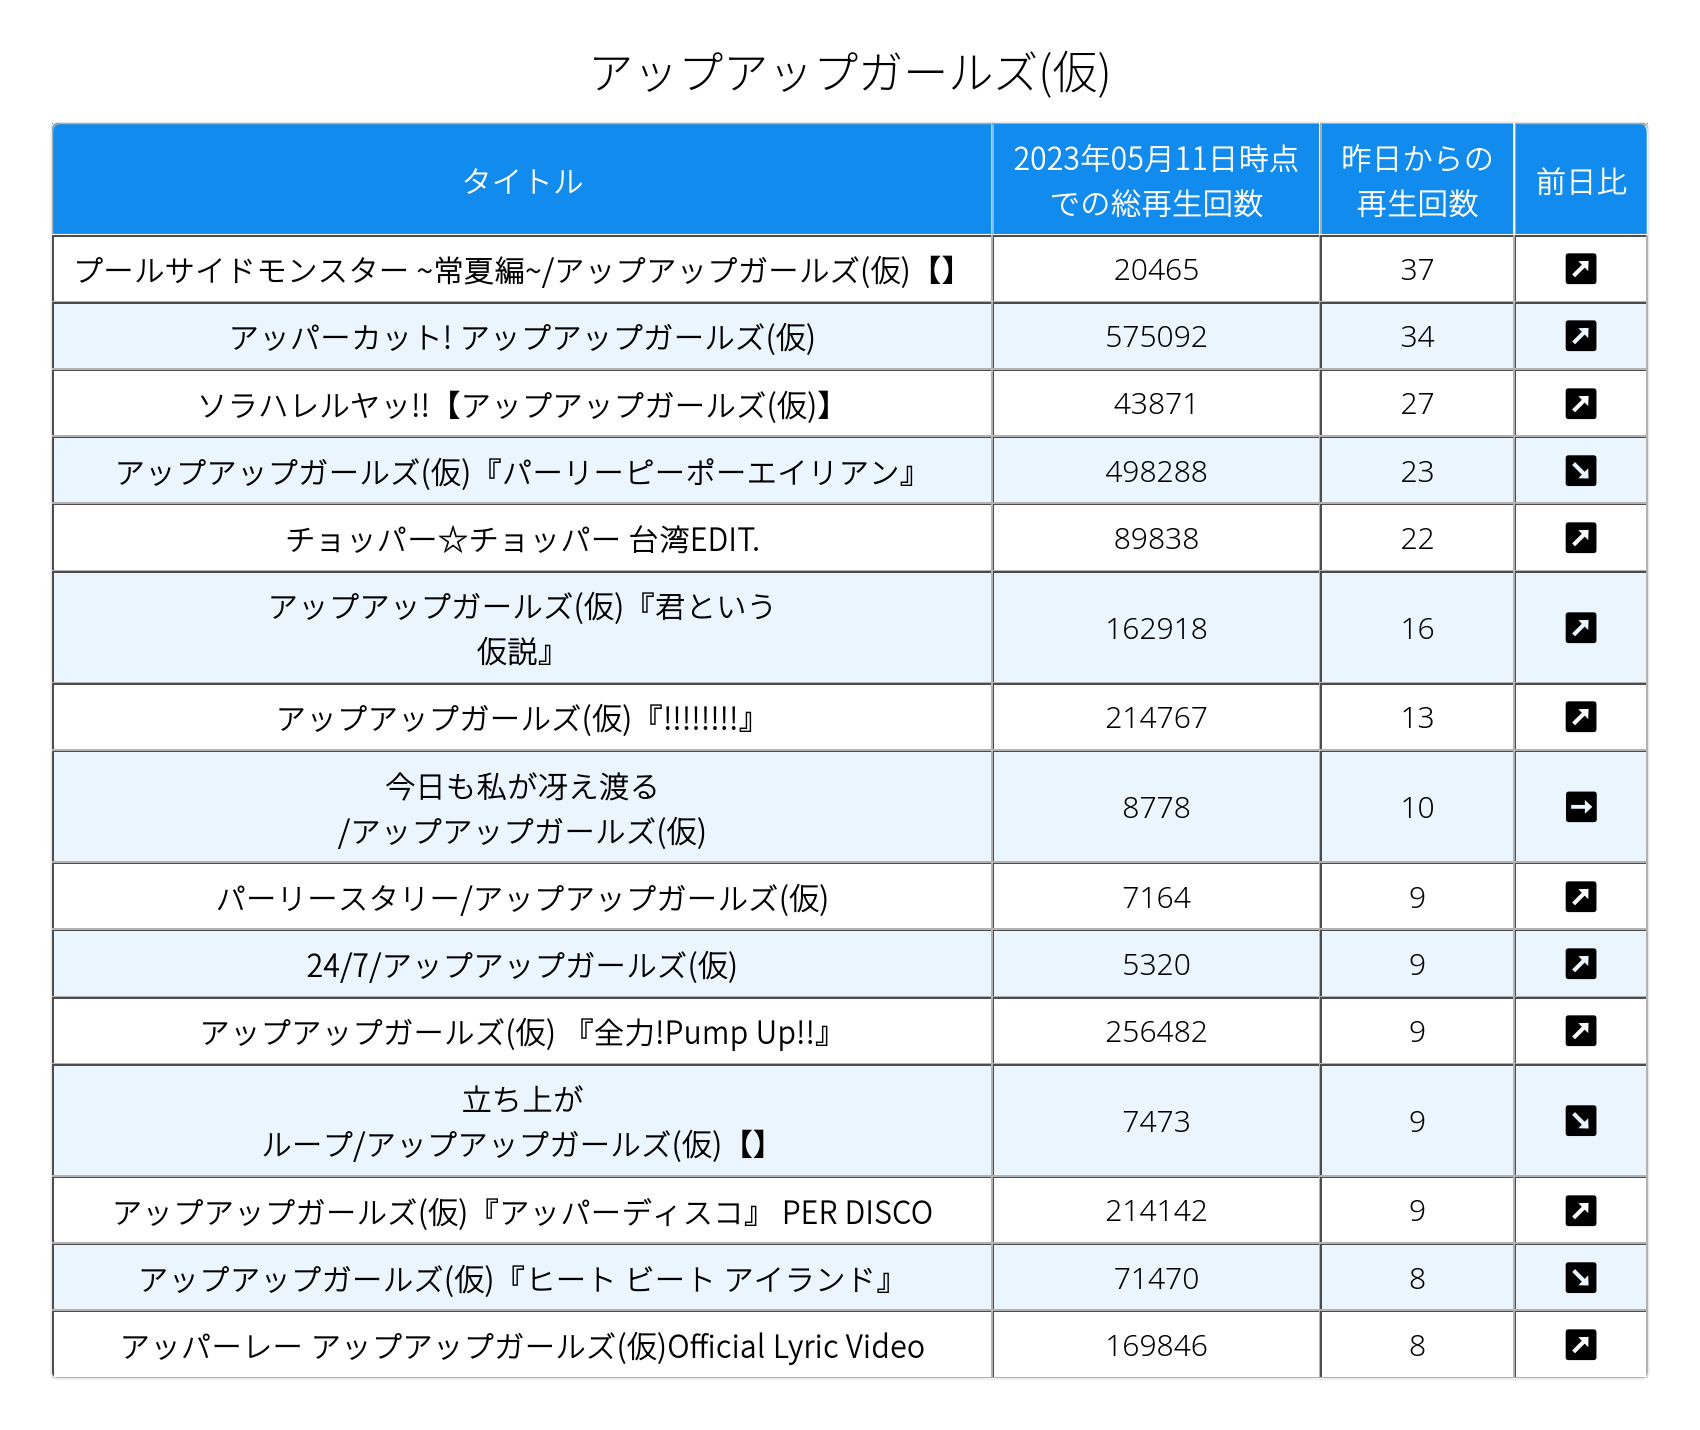 アップアップガールズ(仮)
タイトル 2023年05月11日時点 昨日からの 前日比
での総再生回数 再生回数
プールサイドモンスター ~常夏編~/アップアップガールズ(仮)【】 20465 37
アッパーカット! アップアップガールズ(仮) 575092 34
ソラハレルヤッ!!【アップアップガールズ(仮)】 43871 27
アップアップガールズ(仮)『パーリーピーポーエイリアン』 498288 23
チョッパー☆チョッパー 台湾EDIT. 89838 22
アップアップガールズ(仮)『君という
仮説』 162918 16
アップアップガールズ(仮)『!!!!!!!!』 214767 13
今日も私が冴え渡る
/アップアップガールズ(仮) 8778 10
パーリースタリー/アップアップガールズ(仮) 7164 9
24/7/アップアップガールズ(仮) 5320 9
アップアップガールズ(仮) 『全力!Pump Up!!』 256482 9
立ち上が
ループ/アップアップガールズ(仮)【】 7473 9
アップアップガールズ(仮)『アッパーディスコ』 PER DISCO 214142 9
アップアップガールズ(仮)『ヒート ビート アイランド』 71470 8
アッパーレー アップアップガールズ(仮)Official Lyric Video 169846 8